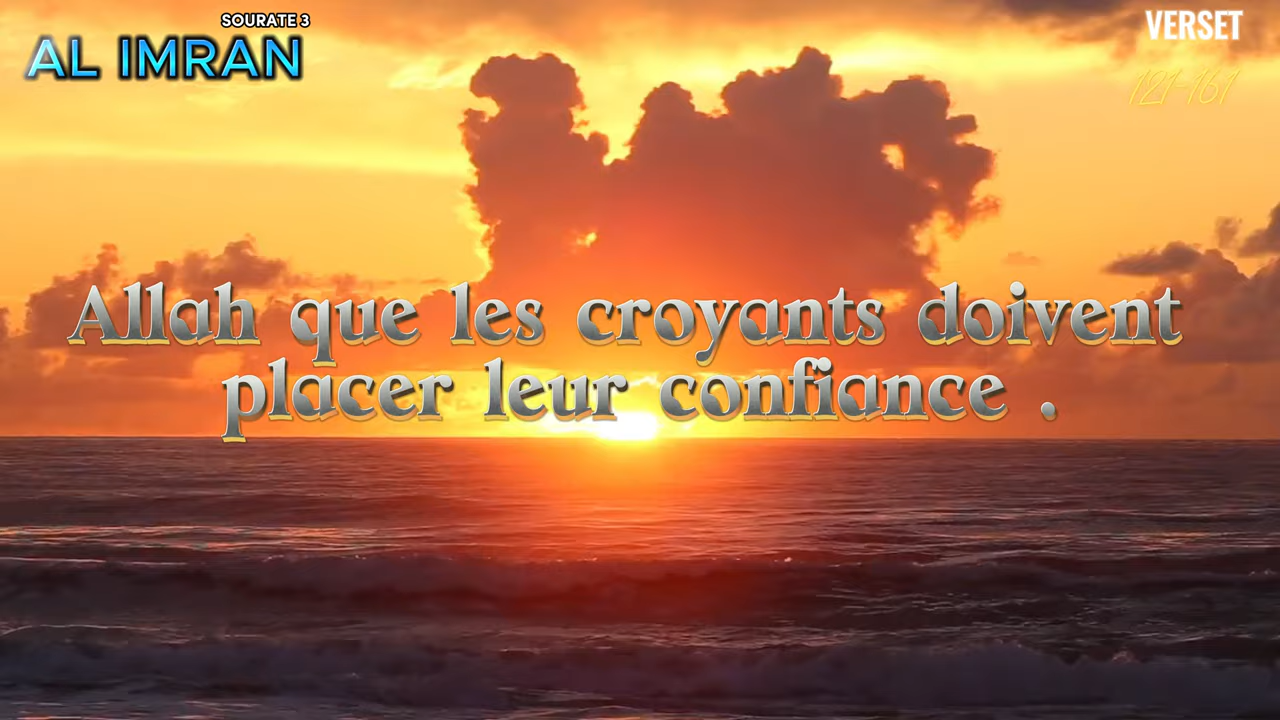 SOURATE 3
AL IMRAN
VERSET
121-161
Allah que les croyants doivent
placer leur confiance .